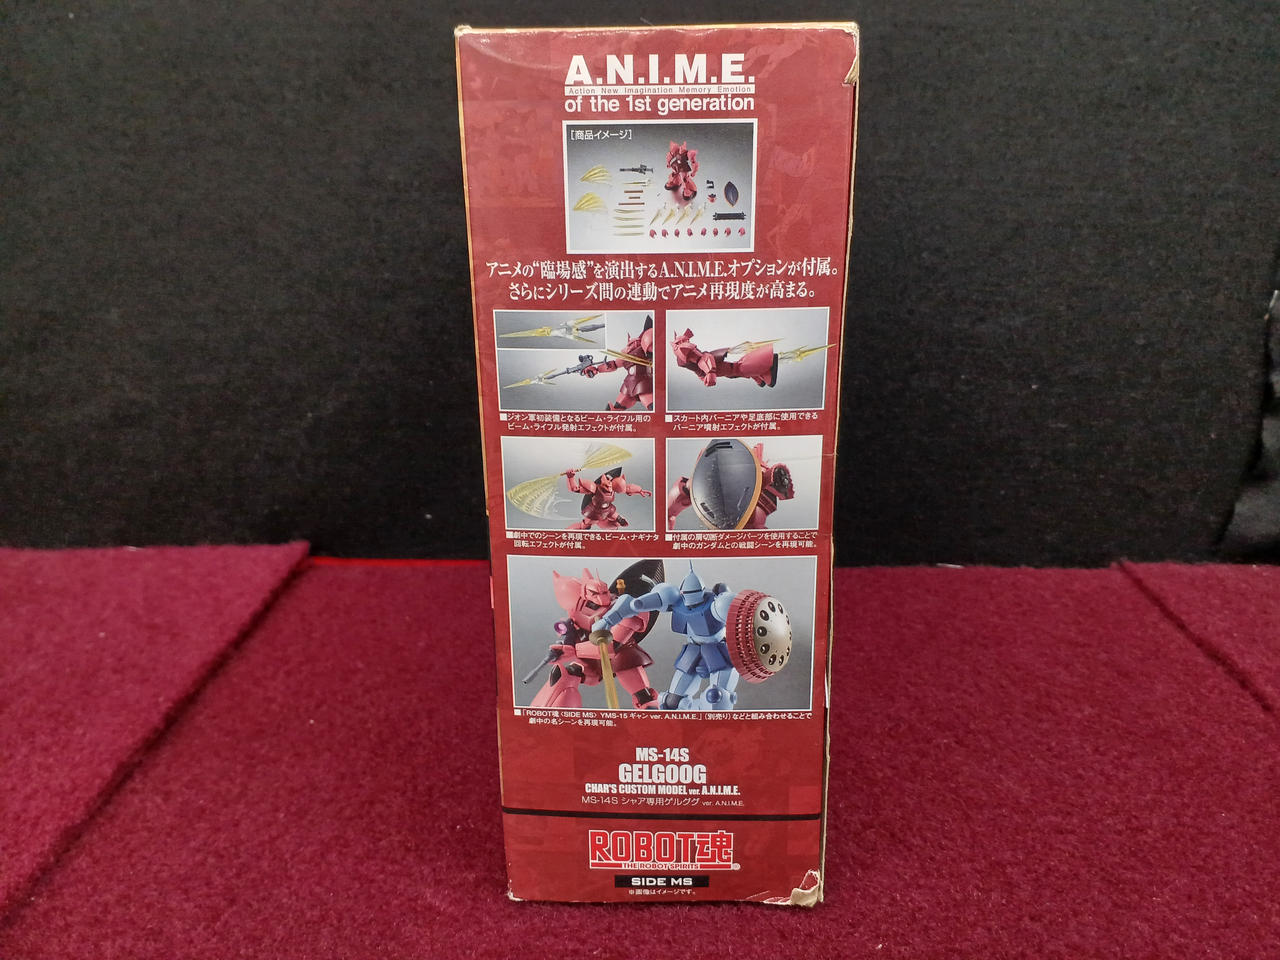 A.N.I.M.E.
Action New Imagination Memory Emotion
of the 1st generation
[商品イメージ]
アニメの"臨場感"を演出するA.N.I.M.E.オプションが付属。
さらにシリーズ間の連動でアニメ再現度が高まる。
■ジオン軍初装備となるビーム・ライフル用の
ビーム・ライフル発射エフェクトが付属。
■スカート内バーニアや足底部に使用できる
バーニア噴射エフェクトが付属。
■劇中でのシーンを再現できる、ビーム・ナギナタ
回転エフェクトが付属。
■付属の肩切断ダメージパーツを使用することで
劇中のガンダムとの戦闘シーンを再現可能。
■「ROBOT魂〈SIDE MS〉 YMS-15 ギャン ver. A.N.I.M.E.」(別売り)などと組み合わせることで
劇中の名シーンを再現可能。
MS-14S
GELGOOG
CHAR'S CUSTOM MODEL ver. A.N.I.M.E.
MS-14S シャア専用ゲルググ ver. A.N.I.M.E.
ROBOT魂
THE ROBOT SPIRITS
SIDE MS
※画像はイメージです。